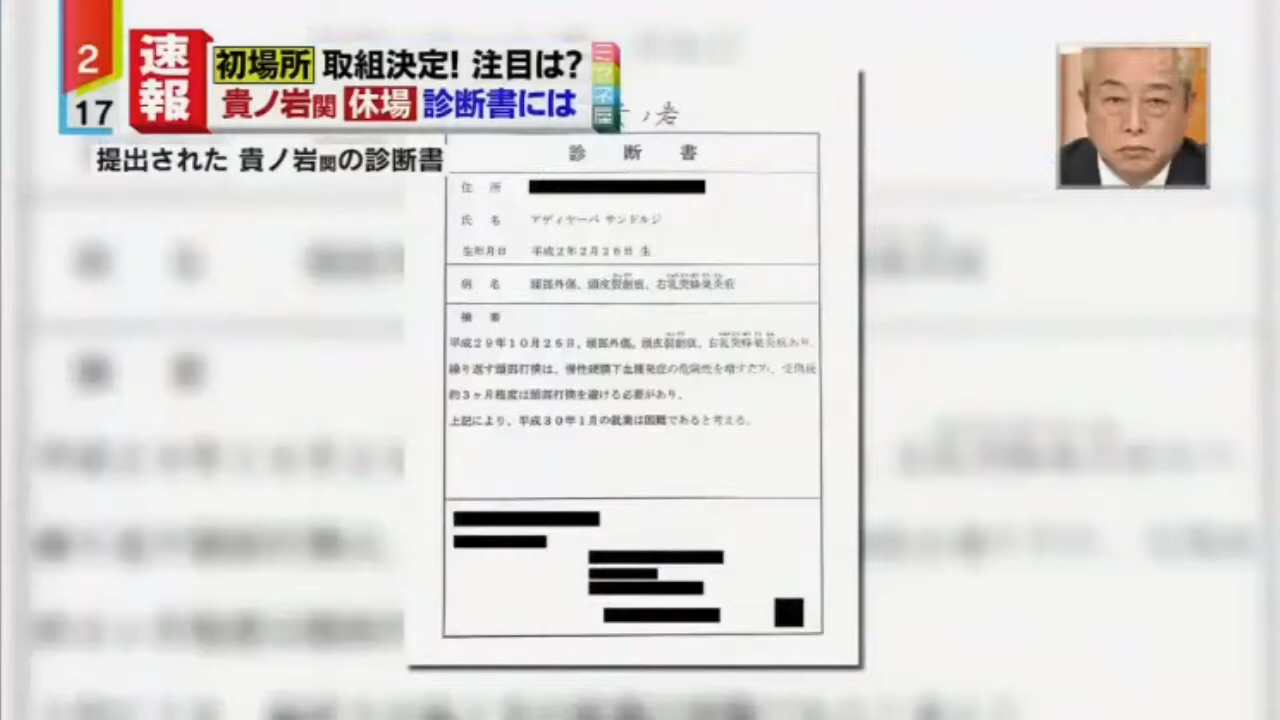 2
17
速報
初場所 取組決定! 注目は?
貴ノ岩関 休場 診断書には
ミヤネ屋
提出された 貴ノ岩関の診断書
ノ岩
診断書
住所
氏名 アディヤーバ サンドルジ
生年月日 平成2年2月26日 生
病名 頭部外傷、頭皮裂創痕、右乳突蜂巣炎痕
摘要
平成29年10月26日、頭部外傷、頭皮裂創痕、右乳突蜂巣炎痕あり、
繰り返す頭部打撲は、慢性硬膜下血腫発症の危険性を増すため、受傷後
約3ヶ月程度は頭部打撲を避ける必要があり、
上記により、平成30年1月の就業は困難であると考える。